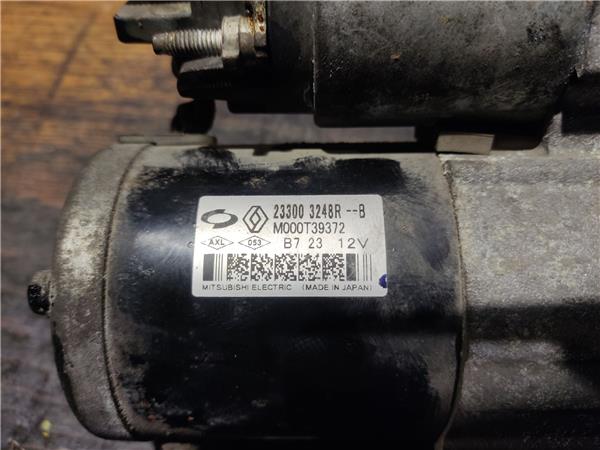 23300 3248R --B
M000T39372
AXL 053 B7 23 12V
MITSUBISHI ELECTRIC (MADE IN JAPAN)